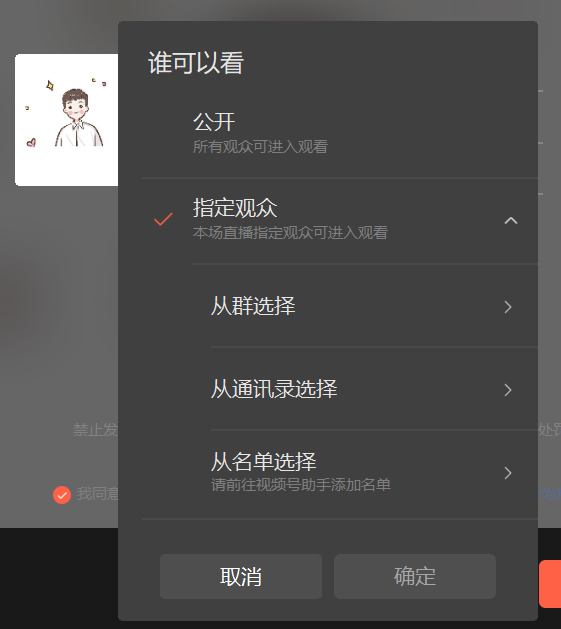 谁可以看
公开
所有观众可进入观看
指定观众
本场直播指定观众可进入观看
从群选择
从通讯录选择
禁止发
处罚
从名单选择
请前往视频号助手添加名单
我同意
取消
确定